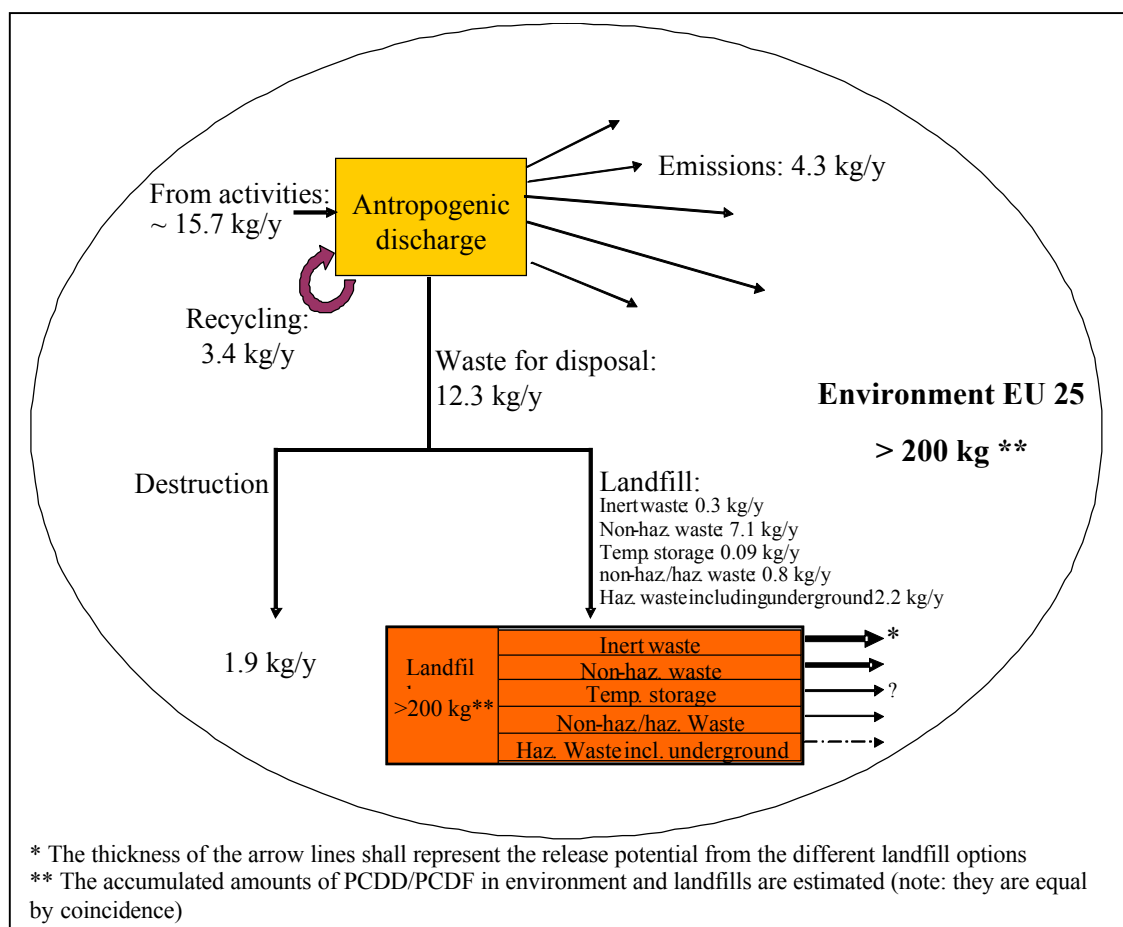 From activities:
~ 15.7 kg/y
Antropogenic
discharge
Emissions: 4.3 kg/y
Recycling:
3.4 kg/y
Waste for disposal:
12.3 kg/y
Environment EU 25
> 200 kg **
Destruction
1.9 kg/y
Landfill:
Inert waste: 0.3 kg/y
Non-haz. waste: 7.1 kg/y
Temp. storage: 0.09 kg/y
non-haz./haz. waste: 0.8 kg/y
Haz. waste including underground 2.2 kg/y
Landfil
l
>200 kg**
Inert waste
Non-haz. waste
Temp. storage
Non-haz./haz. Waste
Haz. Waste incl. underground
*
?
* The thickness of the arrow lines shall represent the release potential from the different landfill options
** The accumulated amounts of PCDD/PCDF in environment and landfills are estimated (note: they are equal
by coincidence)